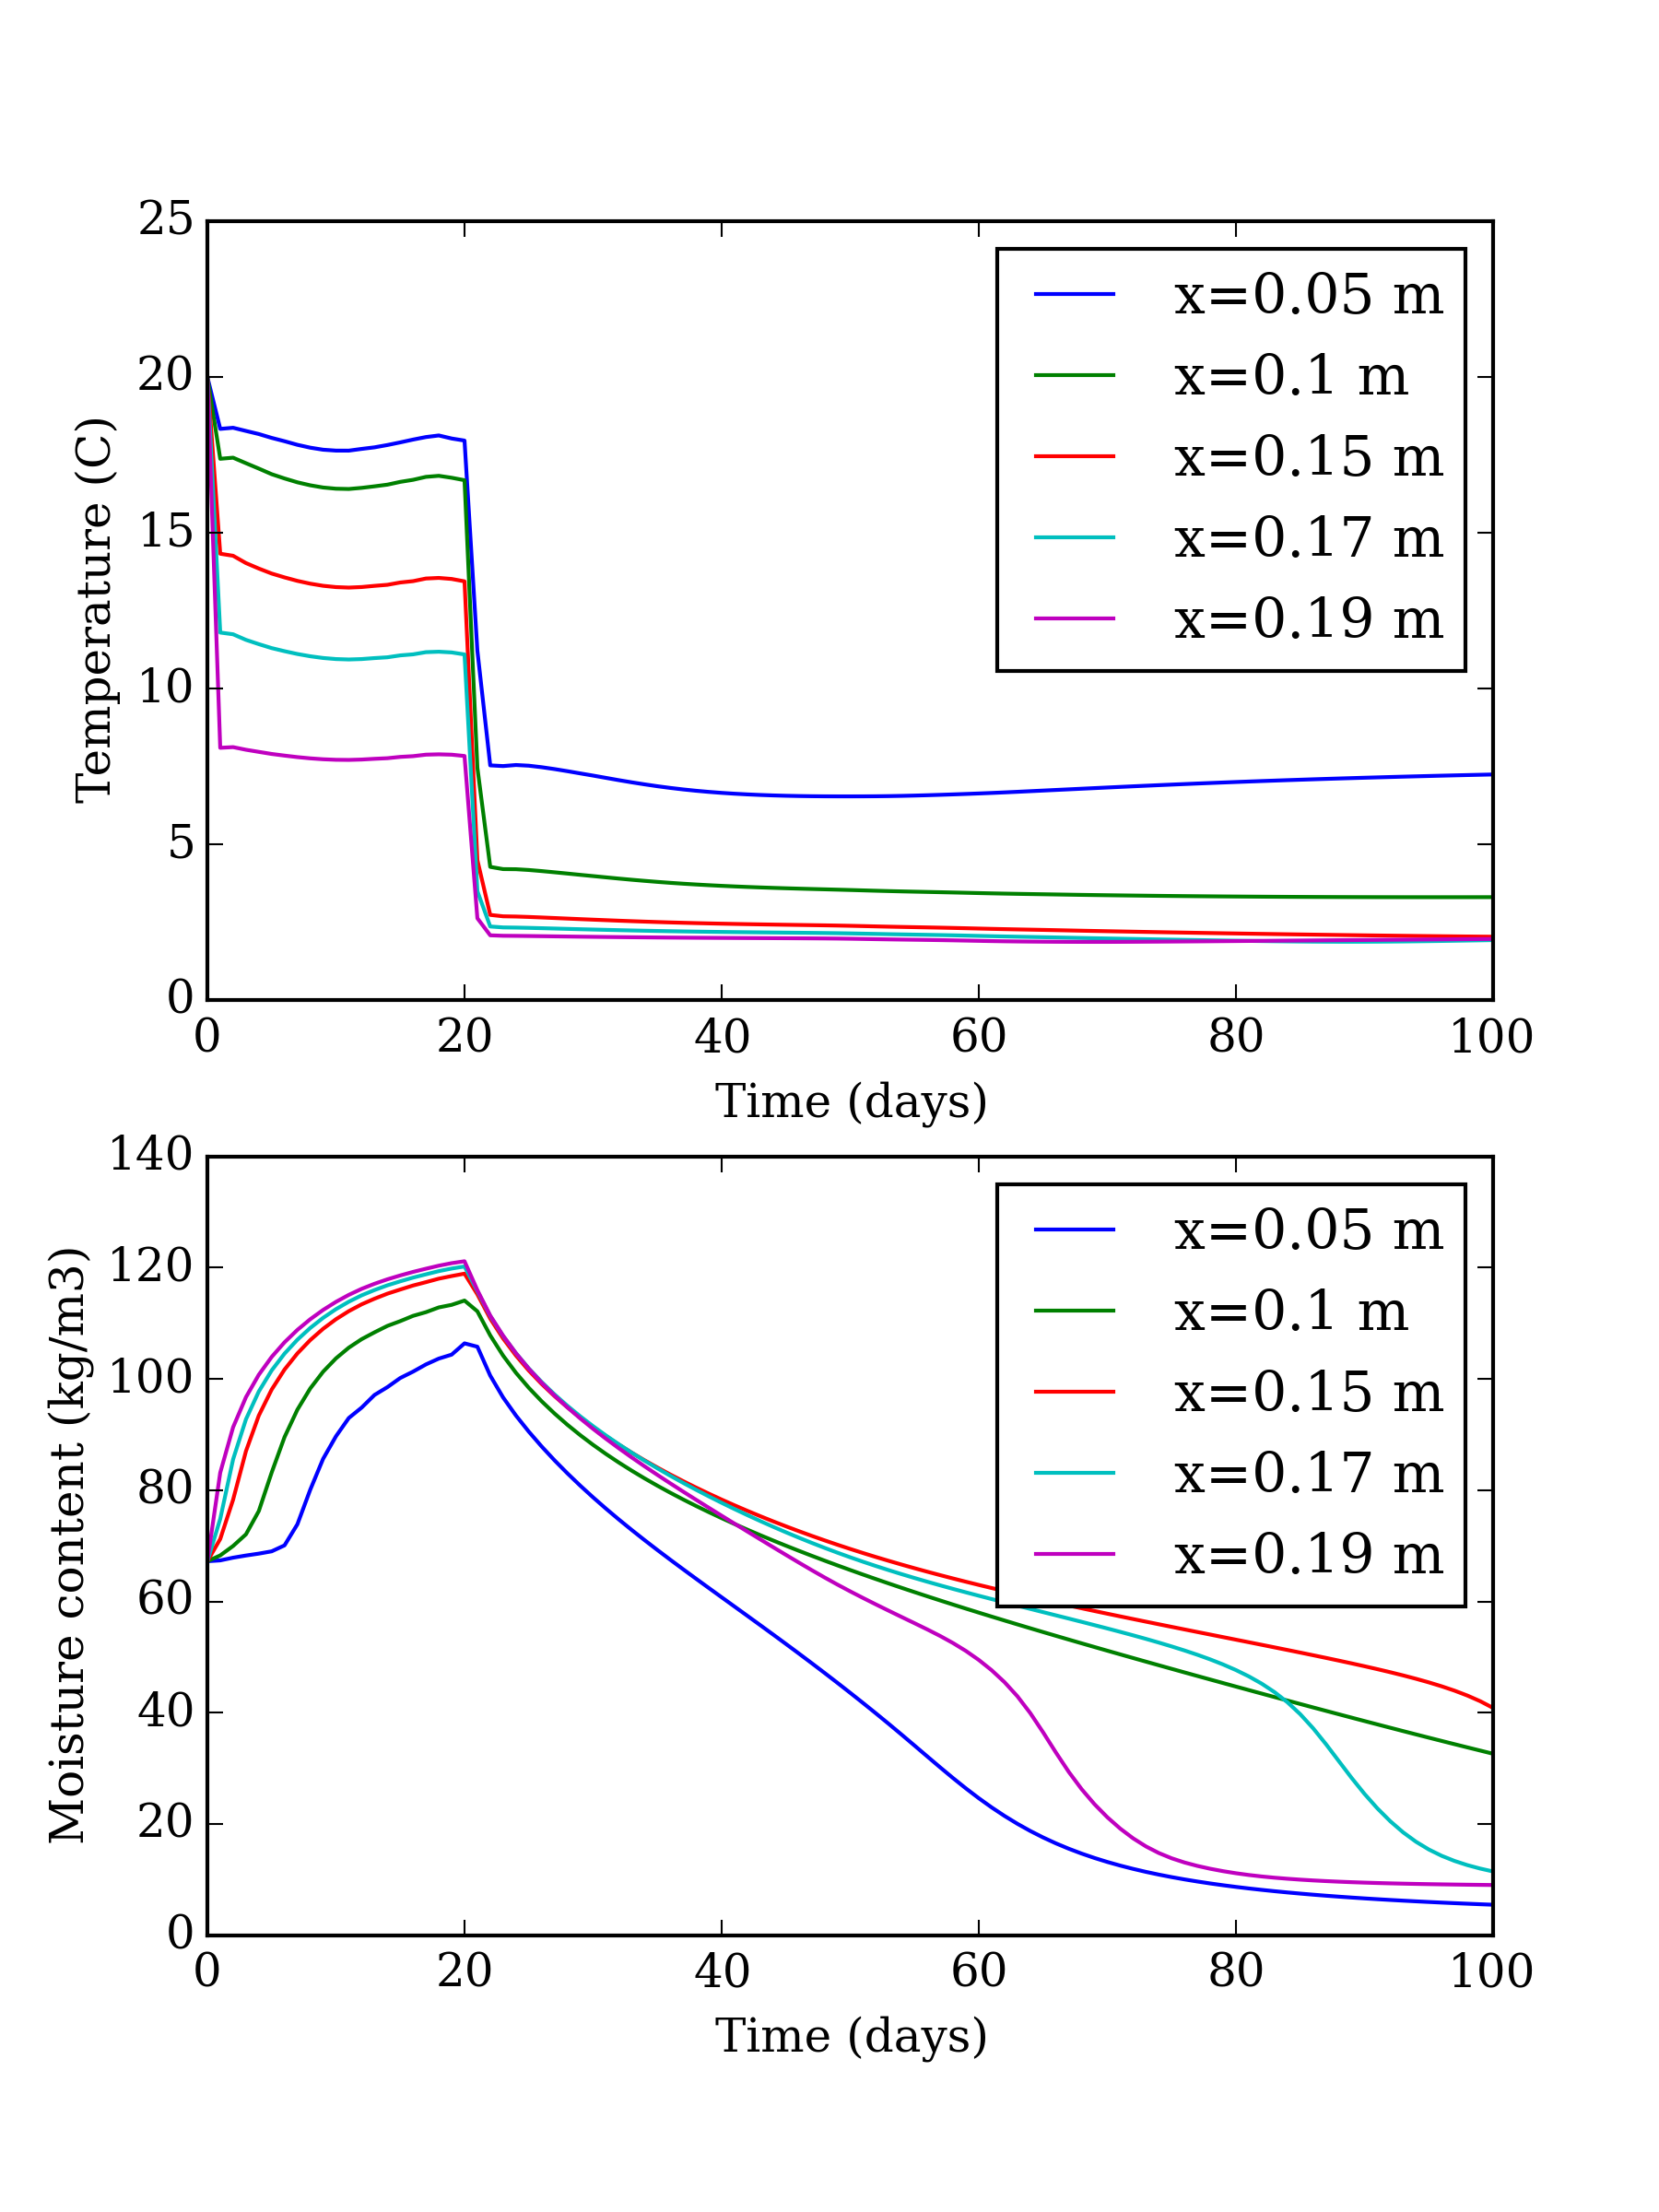 25
20
15
10
5
0
Temperature (C)
x=0.05 m
x=0.1 m
x=0.15 m
x=0.17 m
x=0.19 m
0 20 40 60 80 100
Time (days)
140
120
100
80
60
40
20
0
Moisture content (kg/m3)
x=0.05 m
x=0.1 m
x=0.15 m
x=0.17 m
x=0.19 m
0 20 40 60 80 100
Time (days)